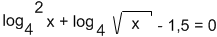 log₄² x + log₄ √x - 1,5 = 0